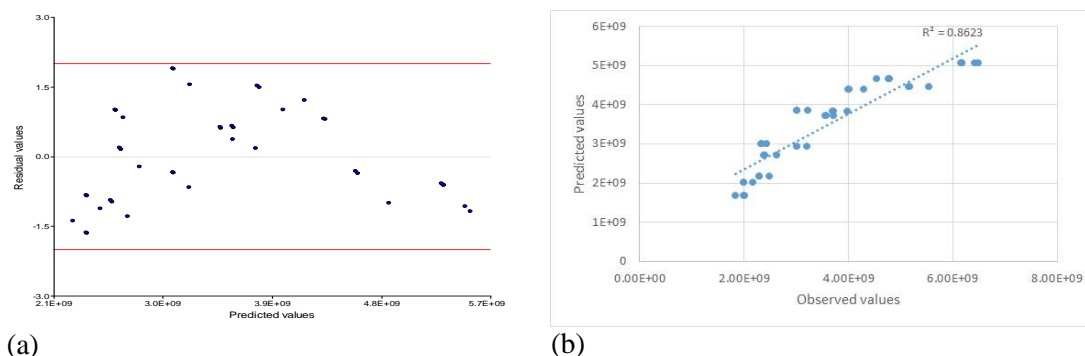 3.0
1.5
0.0
-1.5
-3.0
Residual values
2.1E+09 3.0E+09 3.9E+09 4.8E+09 5.7E+09
Predicted values
(a)
R² = 0.8623
6E+09
5E+09
4E+09
3E+09
2E+09
1E+09
0
Predicted values
0.00E+00 2.00E+09 4.00E+09 6.00E+09 8.00E+09
Observed values
(b)